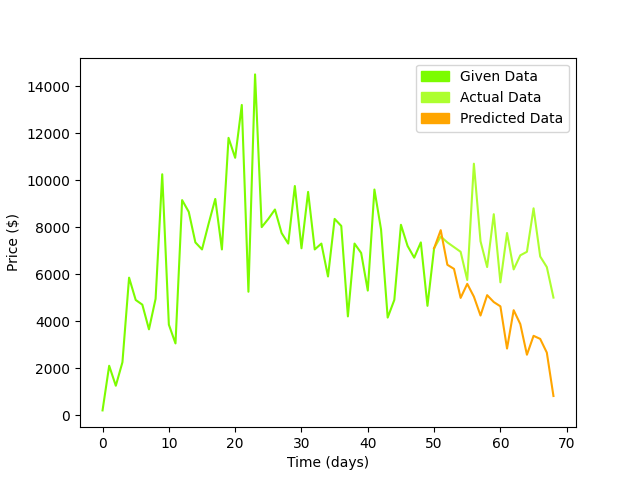 Given Data
Actual Data
Predicted Data
Price ($)
14000
12000
10000
8000
6000
4000
2000
0
0 10 20 30 40 50 60 70
Time (days)